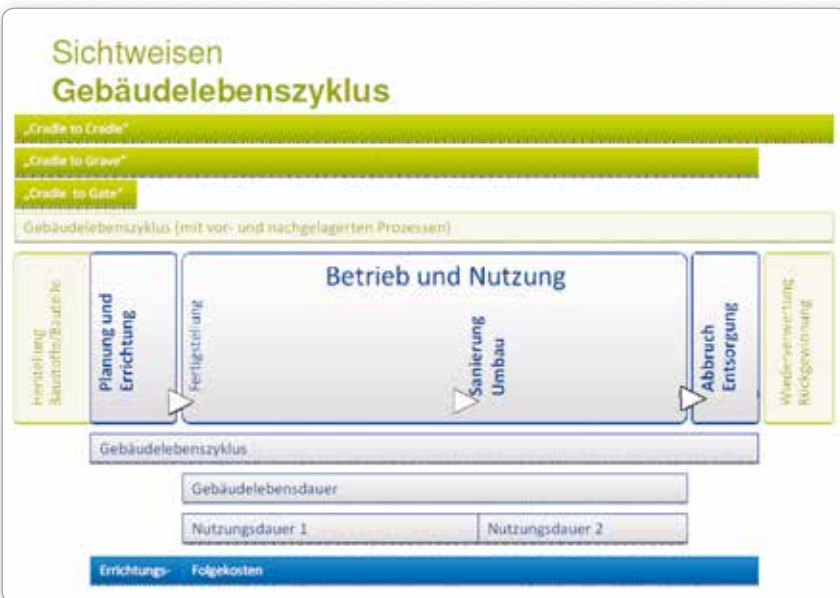 Sichtweisen
Gebäudelebenszyklus
„Cradle to Cradle“
„Cradle to Grave“
„Cradle to Gate“
Gebäudelebenszyklus (mit vor- und nachgelagerten Prozessen)
Herstellung
Baustoffe/Bauteile
Planung und
Errichtung
Betrieb und Nutzung
Fertigstellung
Sanierung
Umbau
Abbruch
Entsorgung
Wiederverwertung
Rückgewinnung
Gebäudelebenszyklus
Gebäudelebensdauer
Nutzungsdauer 1
Nutzungsdauer 2
Errichtungs- Folgekosten